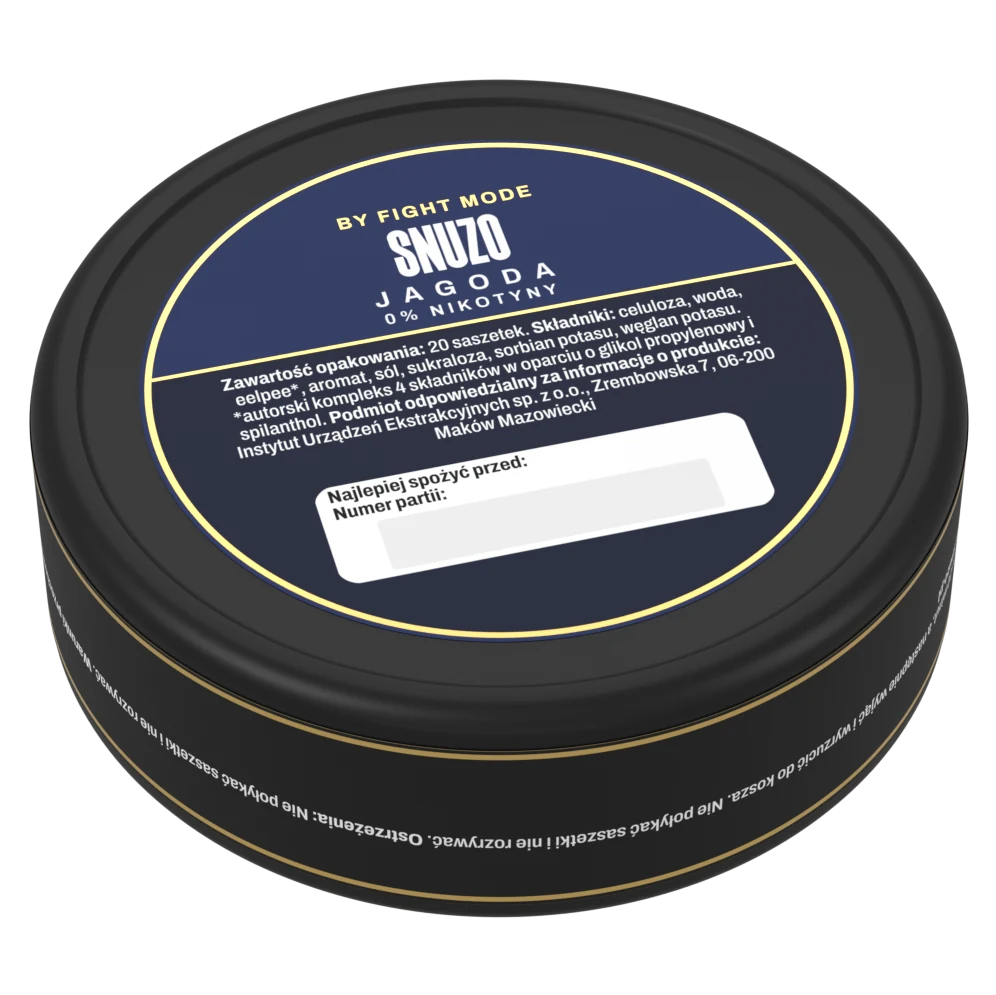 BY FIGHT MODE
SNUZO
JAGODA
0% NIKOTYNY
Zawartość opakowania: 20 saszetek. Składniki: celuloza, woda,
eelpee*, aromat, sól, sukraloza, sorbian potasu, węglan potasu.
*autorski kompleks 4 składników w oparciu o glikol propylenowy i
spilanthol. Podmiot odpowiedzialny za informacje o produkcie:
Instytut Urządzeń Ekstrakcyjnych sp. z o.o., Zrembowska 7, 06-200
Maków Mazowiecki
Najlepiej spożyć przed:
Numer partii:
a następnie wyjąć i wyrzucić do kosza. Nie połykać saszetki i nie rozrywać. Ostrzeżenia: Nie połykać saszetki i nie rozrywać.